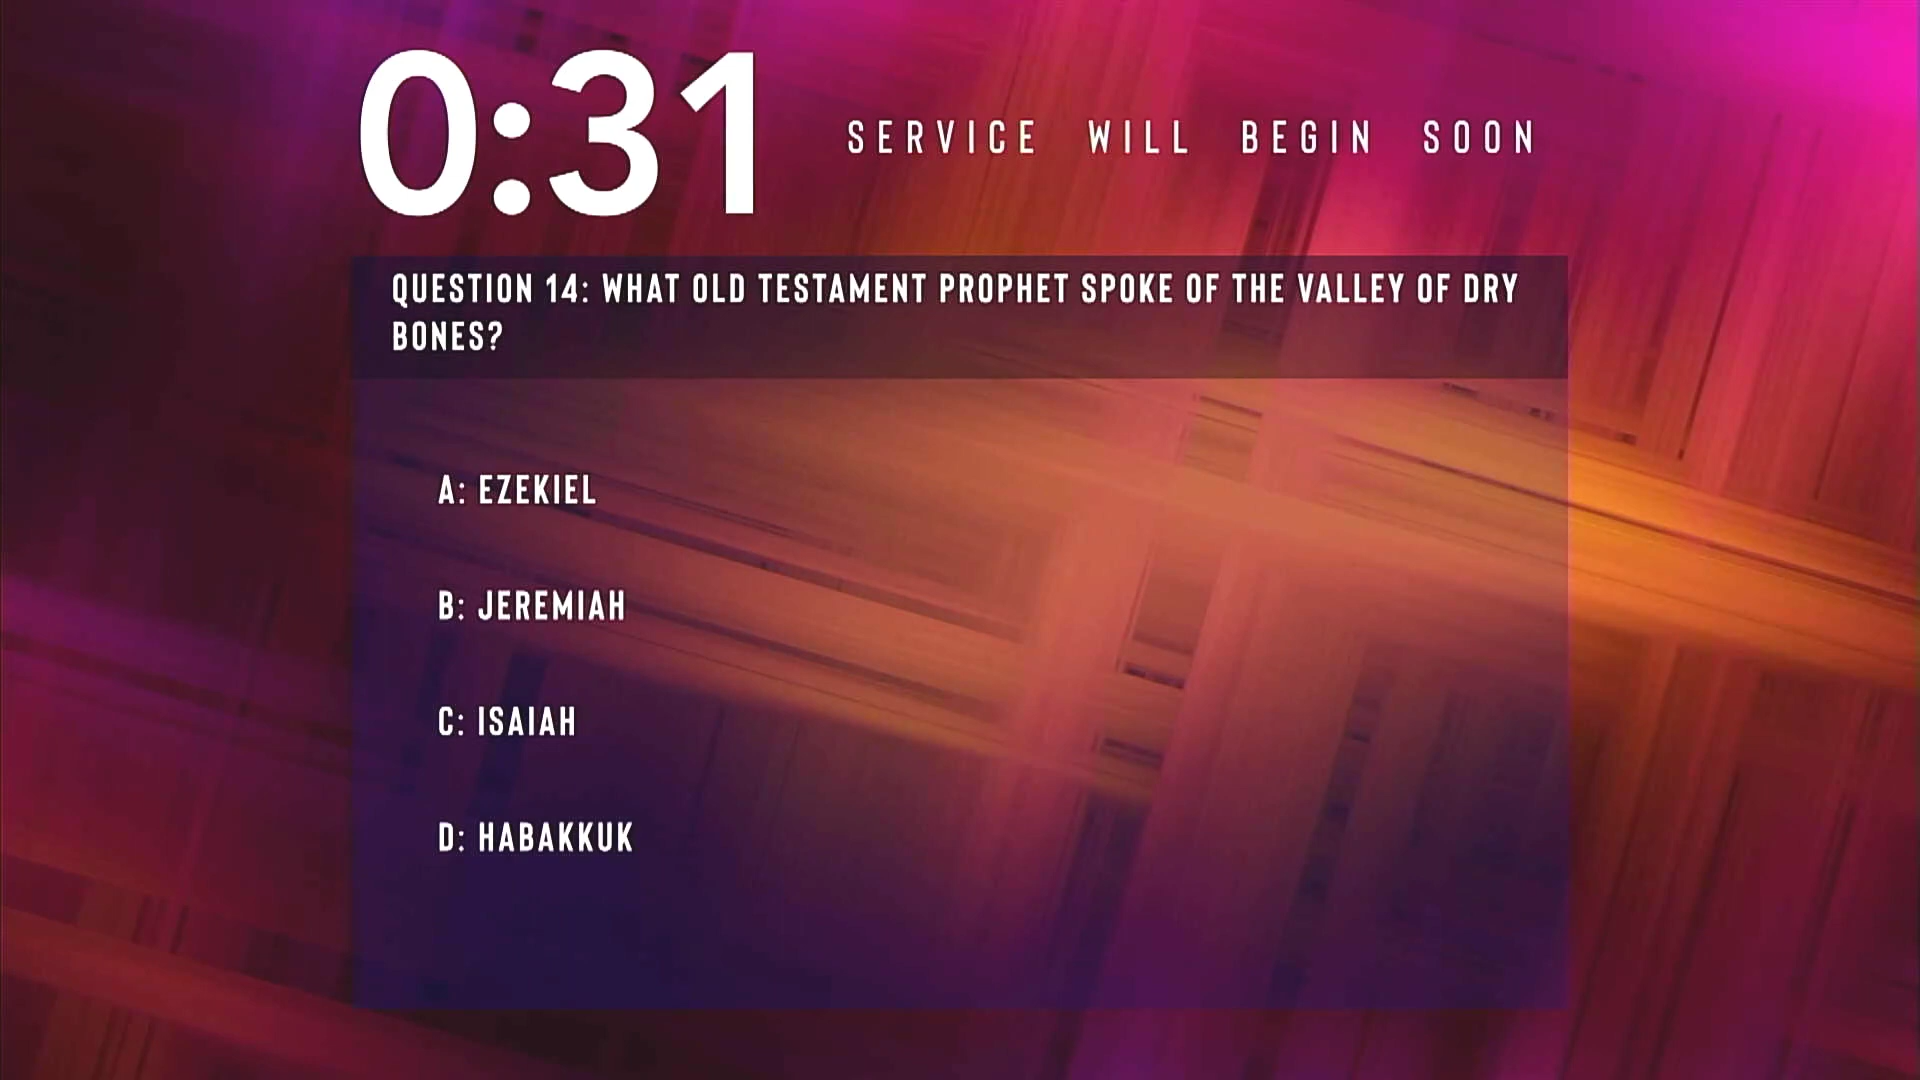 0:31
SERVICE WILL BEGIN SOON
QUESTION 14: WHAT OLD TESTAMENT PROPHET SPOKE OF THE VALLEY OF DRY
BONES?
A: EZEKIEL
B: JEREMIAH
C: ISAIAH
D: HABAKKUK